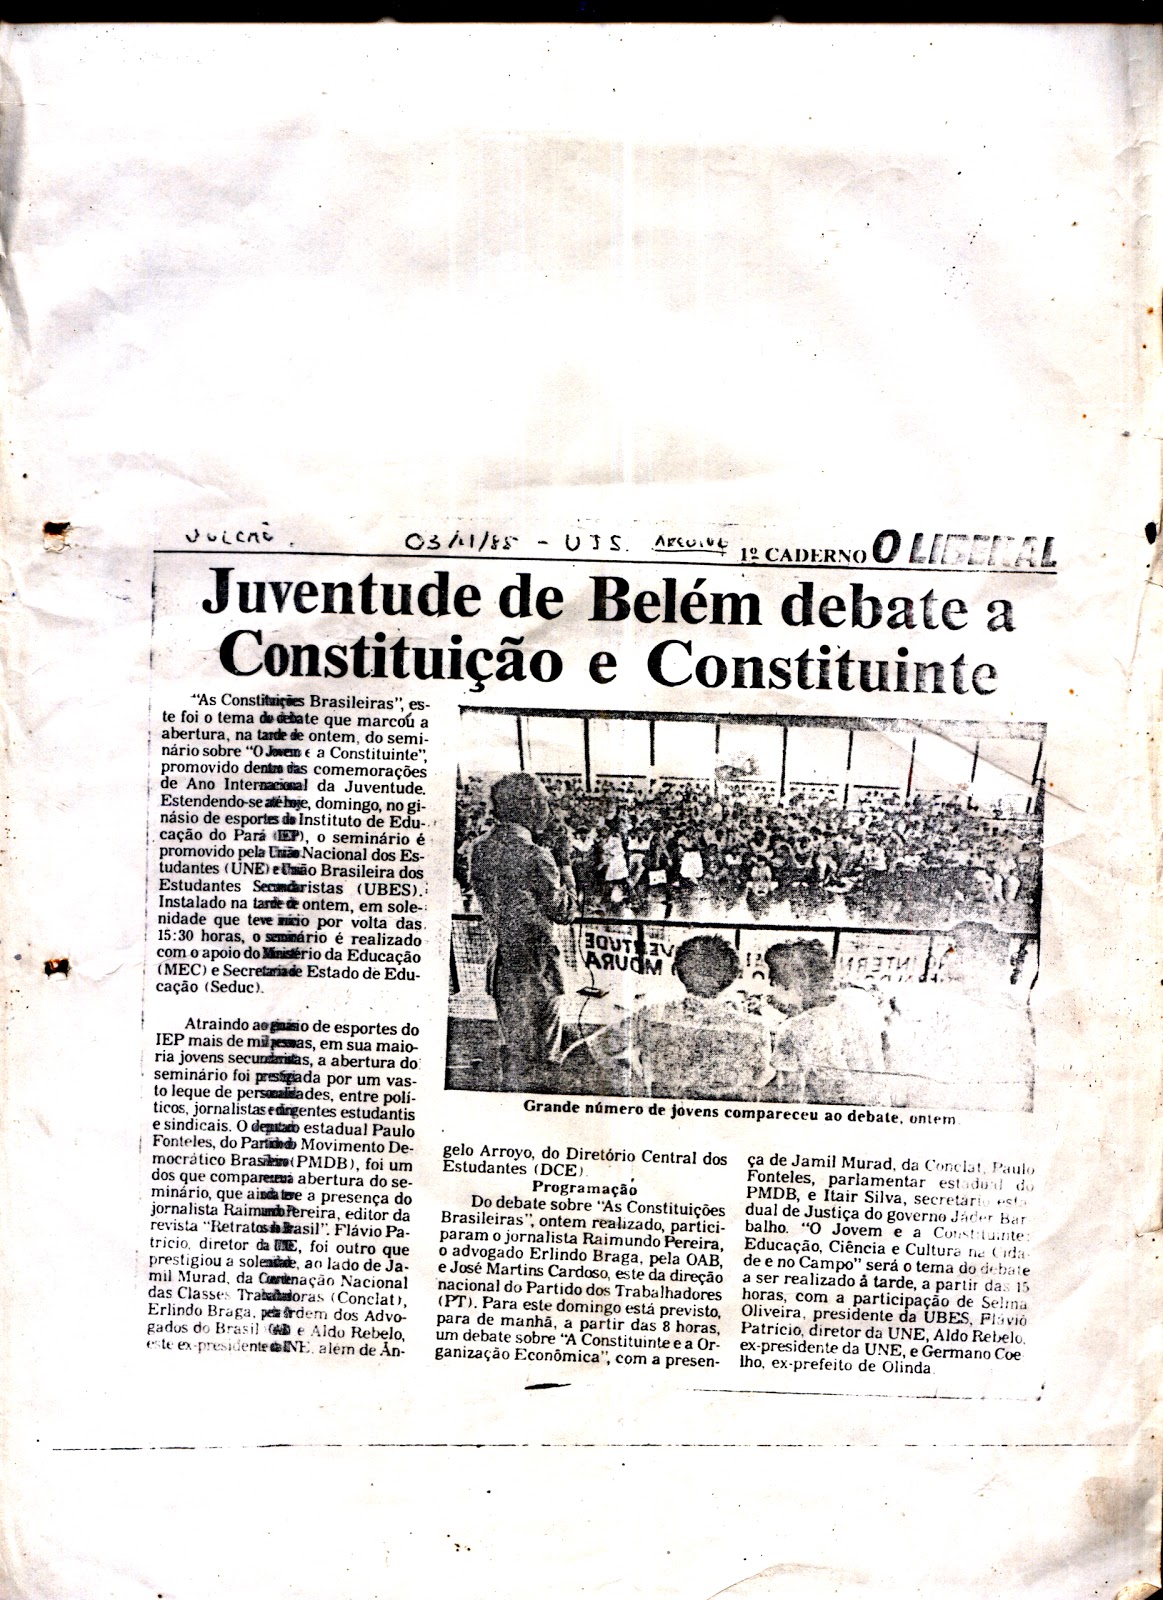 03/11/85 - UJS. ARQUIVO
1º CADERNO O LIBERAL
Juventude de Belém debate a
Constituição e Constituinte
"As Constituições Brasileiras", es-
te foi o tema do debate que marcou a
abertura, na tarde de ontem, do semi-
nário sobre "O Jovem e a Constituinte",
promovido dentro das comemorações
de Ano Internacional da Juventude.
Estendendo-se até hoje, domingo, no gi-
násio de esportes do Instituto de Edu-
cação do Pará (IEP), o seminário é
promovido pela União Nacional dos Es-
tudantes (UNE) e União Brasileira dos
Estudantes Secundaristas (UBES).
Instalado na tarde de ontem, em sole-
nidade que teve início por volta das
15:30 horas, o seminário é realizado
com o apoio do Ministério da Educação
(MEC) e Secretaria de Estado de Edu-
cação (Seduc).
Atraindo ao ginásio de esportes do
IEP mais de mil pessoas, em sua maio-
ria jovens secundaristas, a abertura do
seminário foi prestigiada por um vas-
to leque de personalidades, entre polí-
ticos, jornalistas e dirigentes estudantis
e sindicais. O deputado estadual Paulo
Fonteles, do Partido do Movimento De-
mocrático Brasileiro (PMDB), foi um
dos que compareceu à abertura do se-
minário, que ainda teve a presença do
jornalista Raimundo Pereira, editor da
revista "Retratos do Brasil". Flávio Pa-
trício, diretor da UNE, foi outro que
prestigiou a solenidade, ao lado de Ja-
mil Murad, da Coordenação Nacional
das Classes Trabalhadoras (Conclat),
Erlindo Braga, pela Ordem dos Advo-
gados do Brasil (OAB) e Aldo Rebelo,
este ex-presidente da UNE, além de Ân-
VENTUDE
MOURA
INTERN
Grande número de jovens compareceu ao debate, ontem
gelo Arroyo, do Diretório Central dos
Estudantes (DCE).
Programação
Do debate sobre "As Constituições
Brasileiras", ontem realizado, partici-
param o jornalista Raimundo Pereira,
o advogado Erlindo Braga, pela OAB,
e José Martins Cardoso, este da direção
nacional do Partido dos Trabalhadores
(PT). Para este domingo está previsto,
para de manhã, a partir das 8 horas,
um debate sobre "A Constituinte e a Or-
ganização Econômica", com a presen-
ça de Jamil Murad, da Conclat, Paulo
Fonteles, parlamentar estadual do
PMDB, e Itair Silva, secretário esta-
dual de Justiça do governo Jáder Bar
balho. "O Jovem e a Constituinte:
Educação, Ciência e Cultura na Cida-
de e no Campo" será o tema do debate
a ser realizado à tarde, a partir das 15
horas, com a participação de Selma
Oliveira, presidente da UBES, Flávio
Patrício, diretor da UNE, Aldo Rebelo,
ex-presidente da UNE, e Germano Coe
lho, ex-prefeito de Olinda.